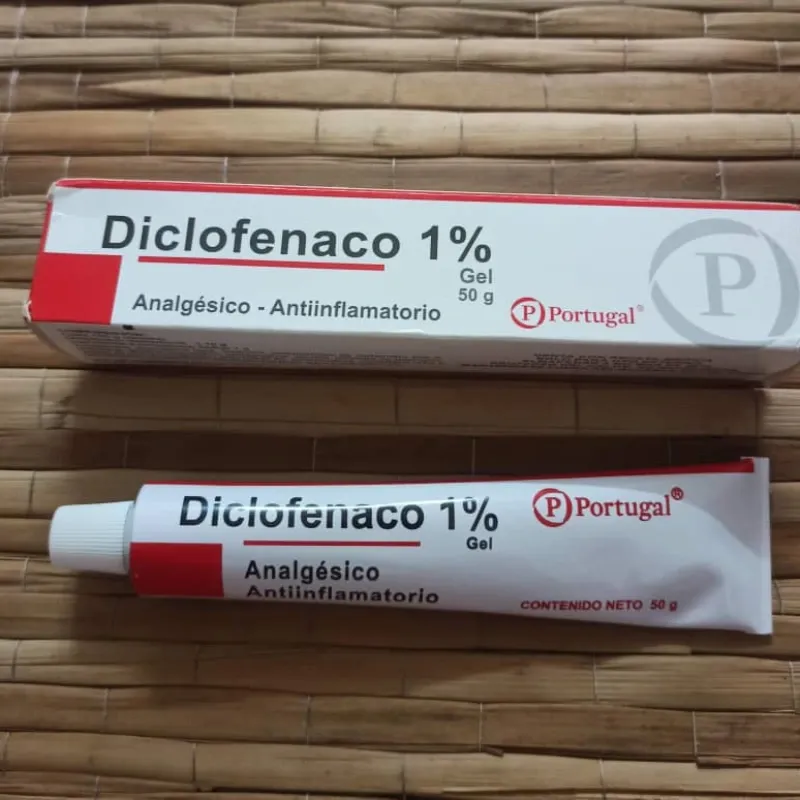 Diclofenaco 1%
Gel
50 g
Analgésico - Antiinflamatorio
P Portugal®
P
Diclofenaco 1%
Gel
P Portugal®
Analgésico
Antiinflamatorio
CONTENIDO NETO 50 g